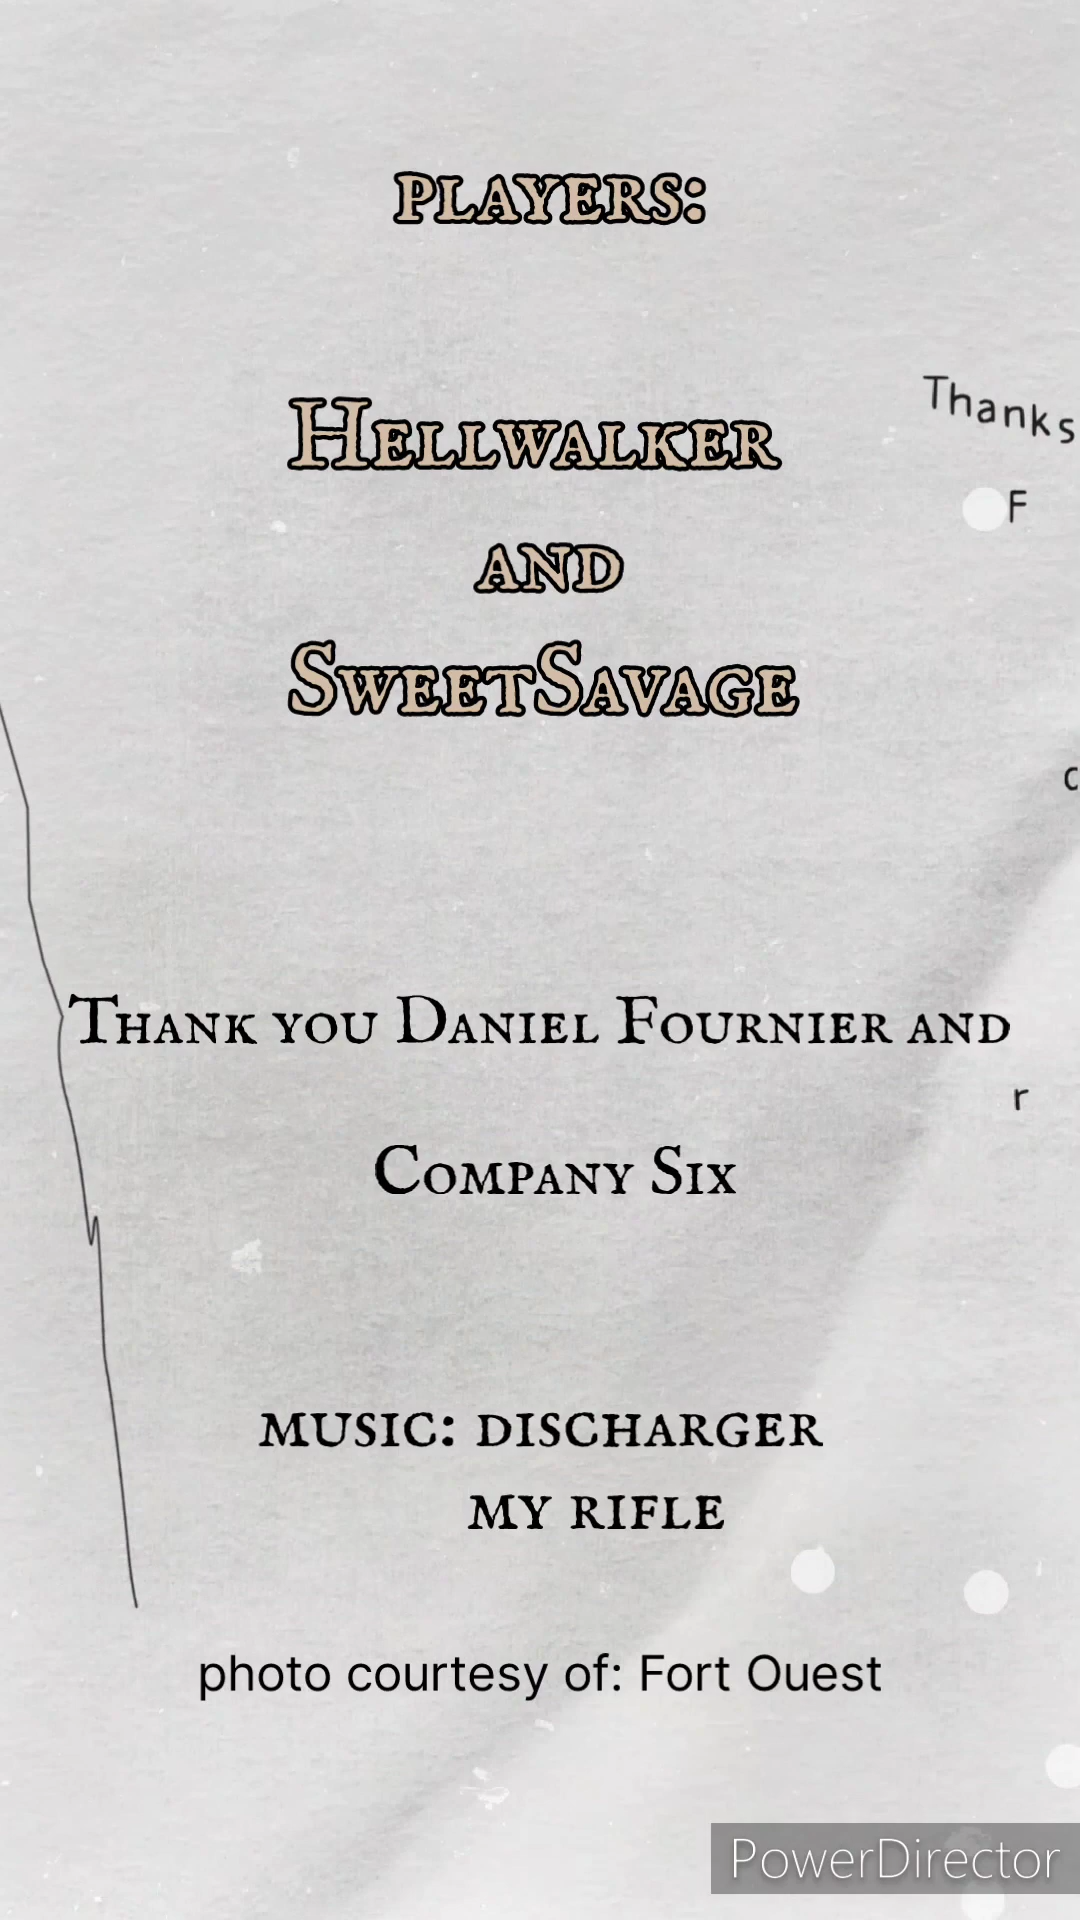 PLAYERS:
HELLWALKER
Thanks
F
AND
SWEETSAVAGE
c
THANK YOU DANIEL FOURNIER AND
r
COMPANY SIX
MUSIC: DISCHARGER
MY RIFLE
photo courtesy of: Fort Ouest
PowerDirector